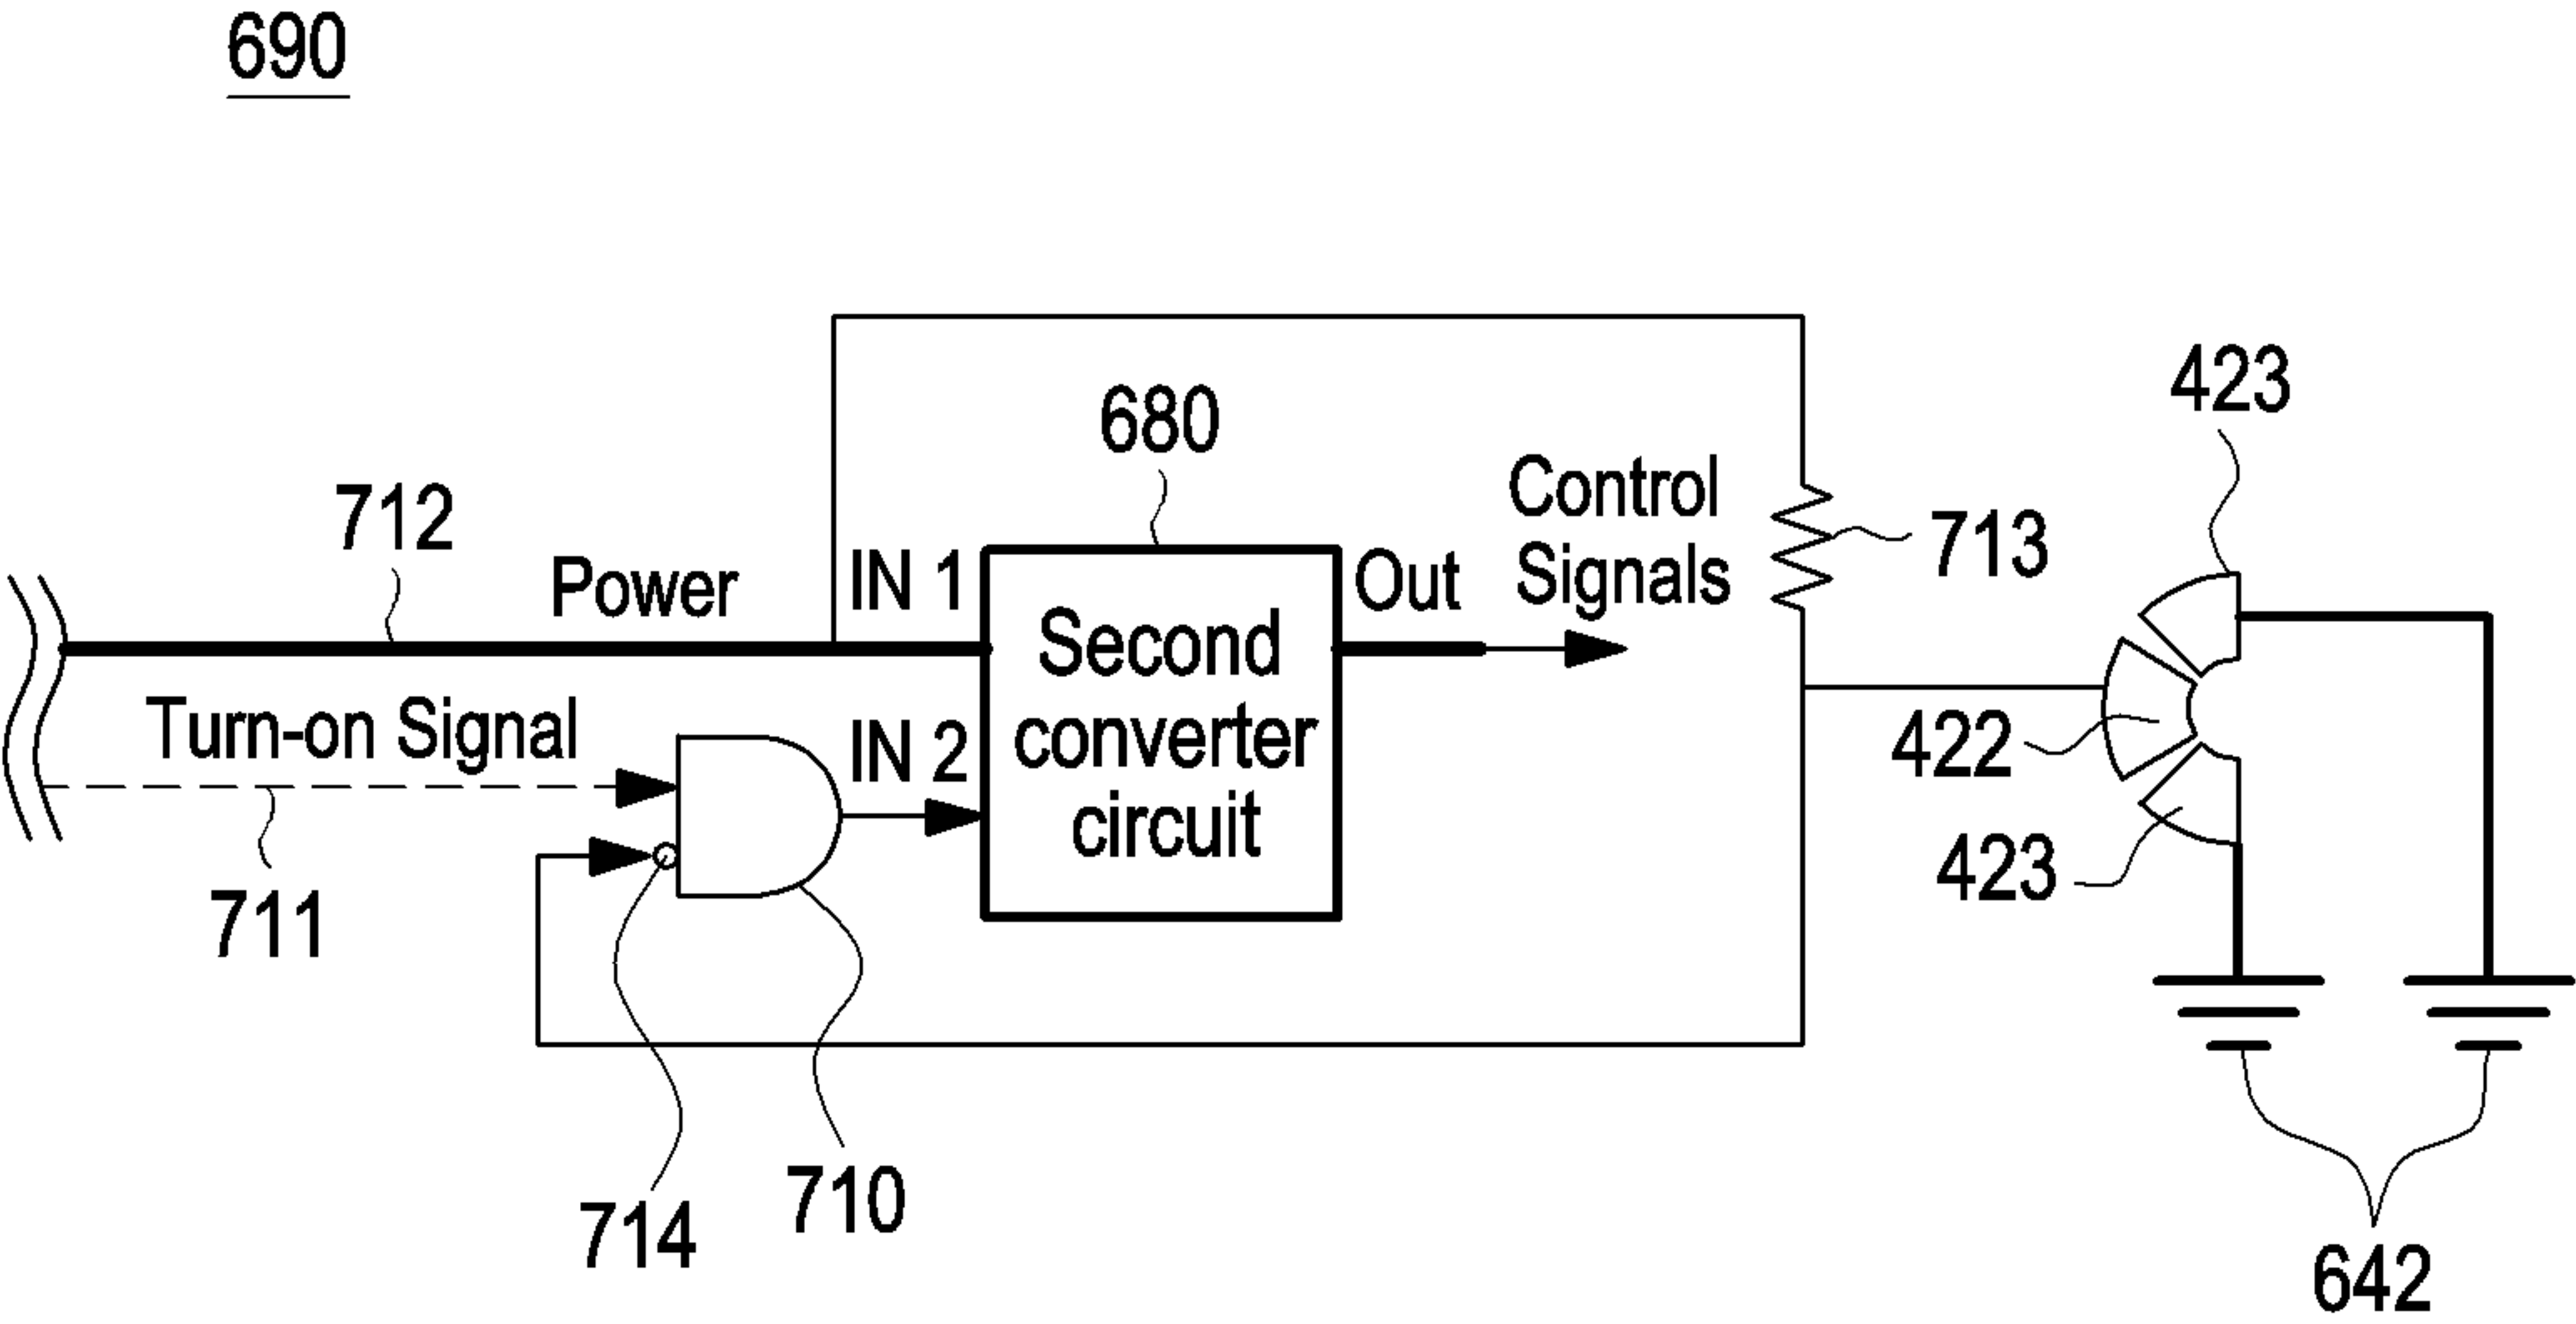 690
423
680
Control
Signals
712
713
Power
IN 1
Out
Second
converter
circuit
Turn-on Signal
IN 2
422
423
711
714
710
642